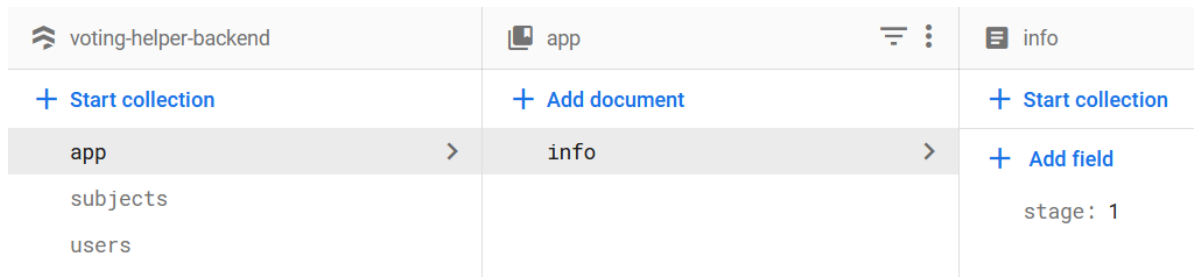 voting-helper-backend
app
info
+ Start collection
+ Add document
+ Start collection
app
info
+ Add field
subjects
stage: 1
users